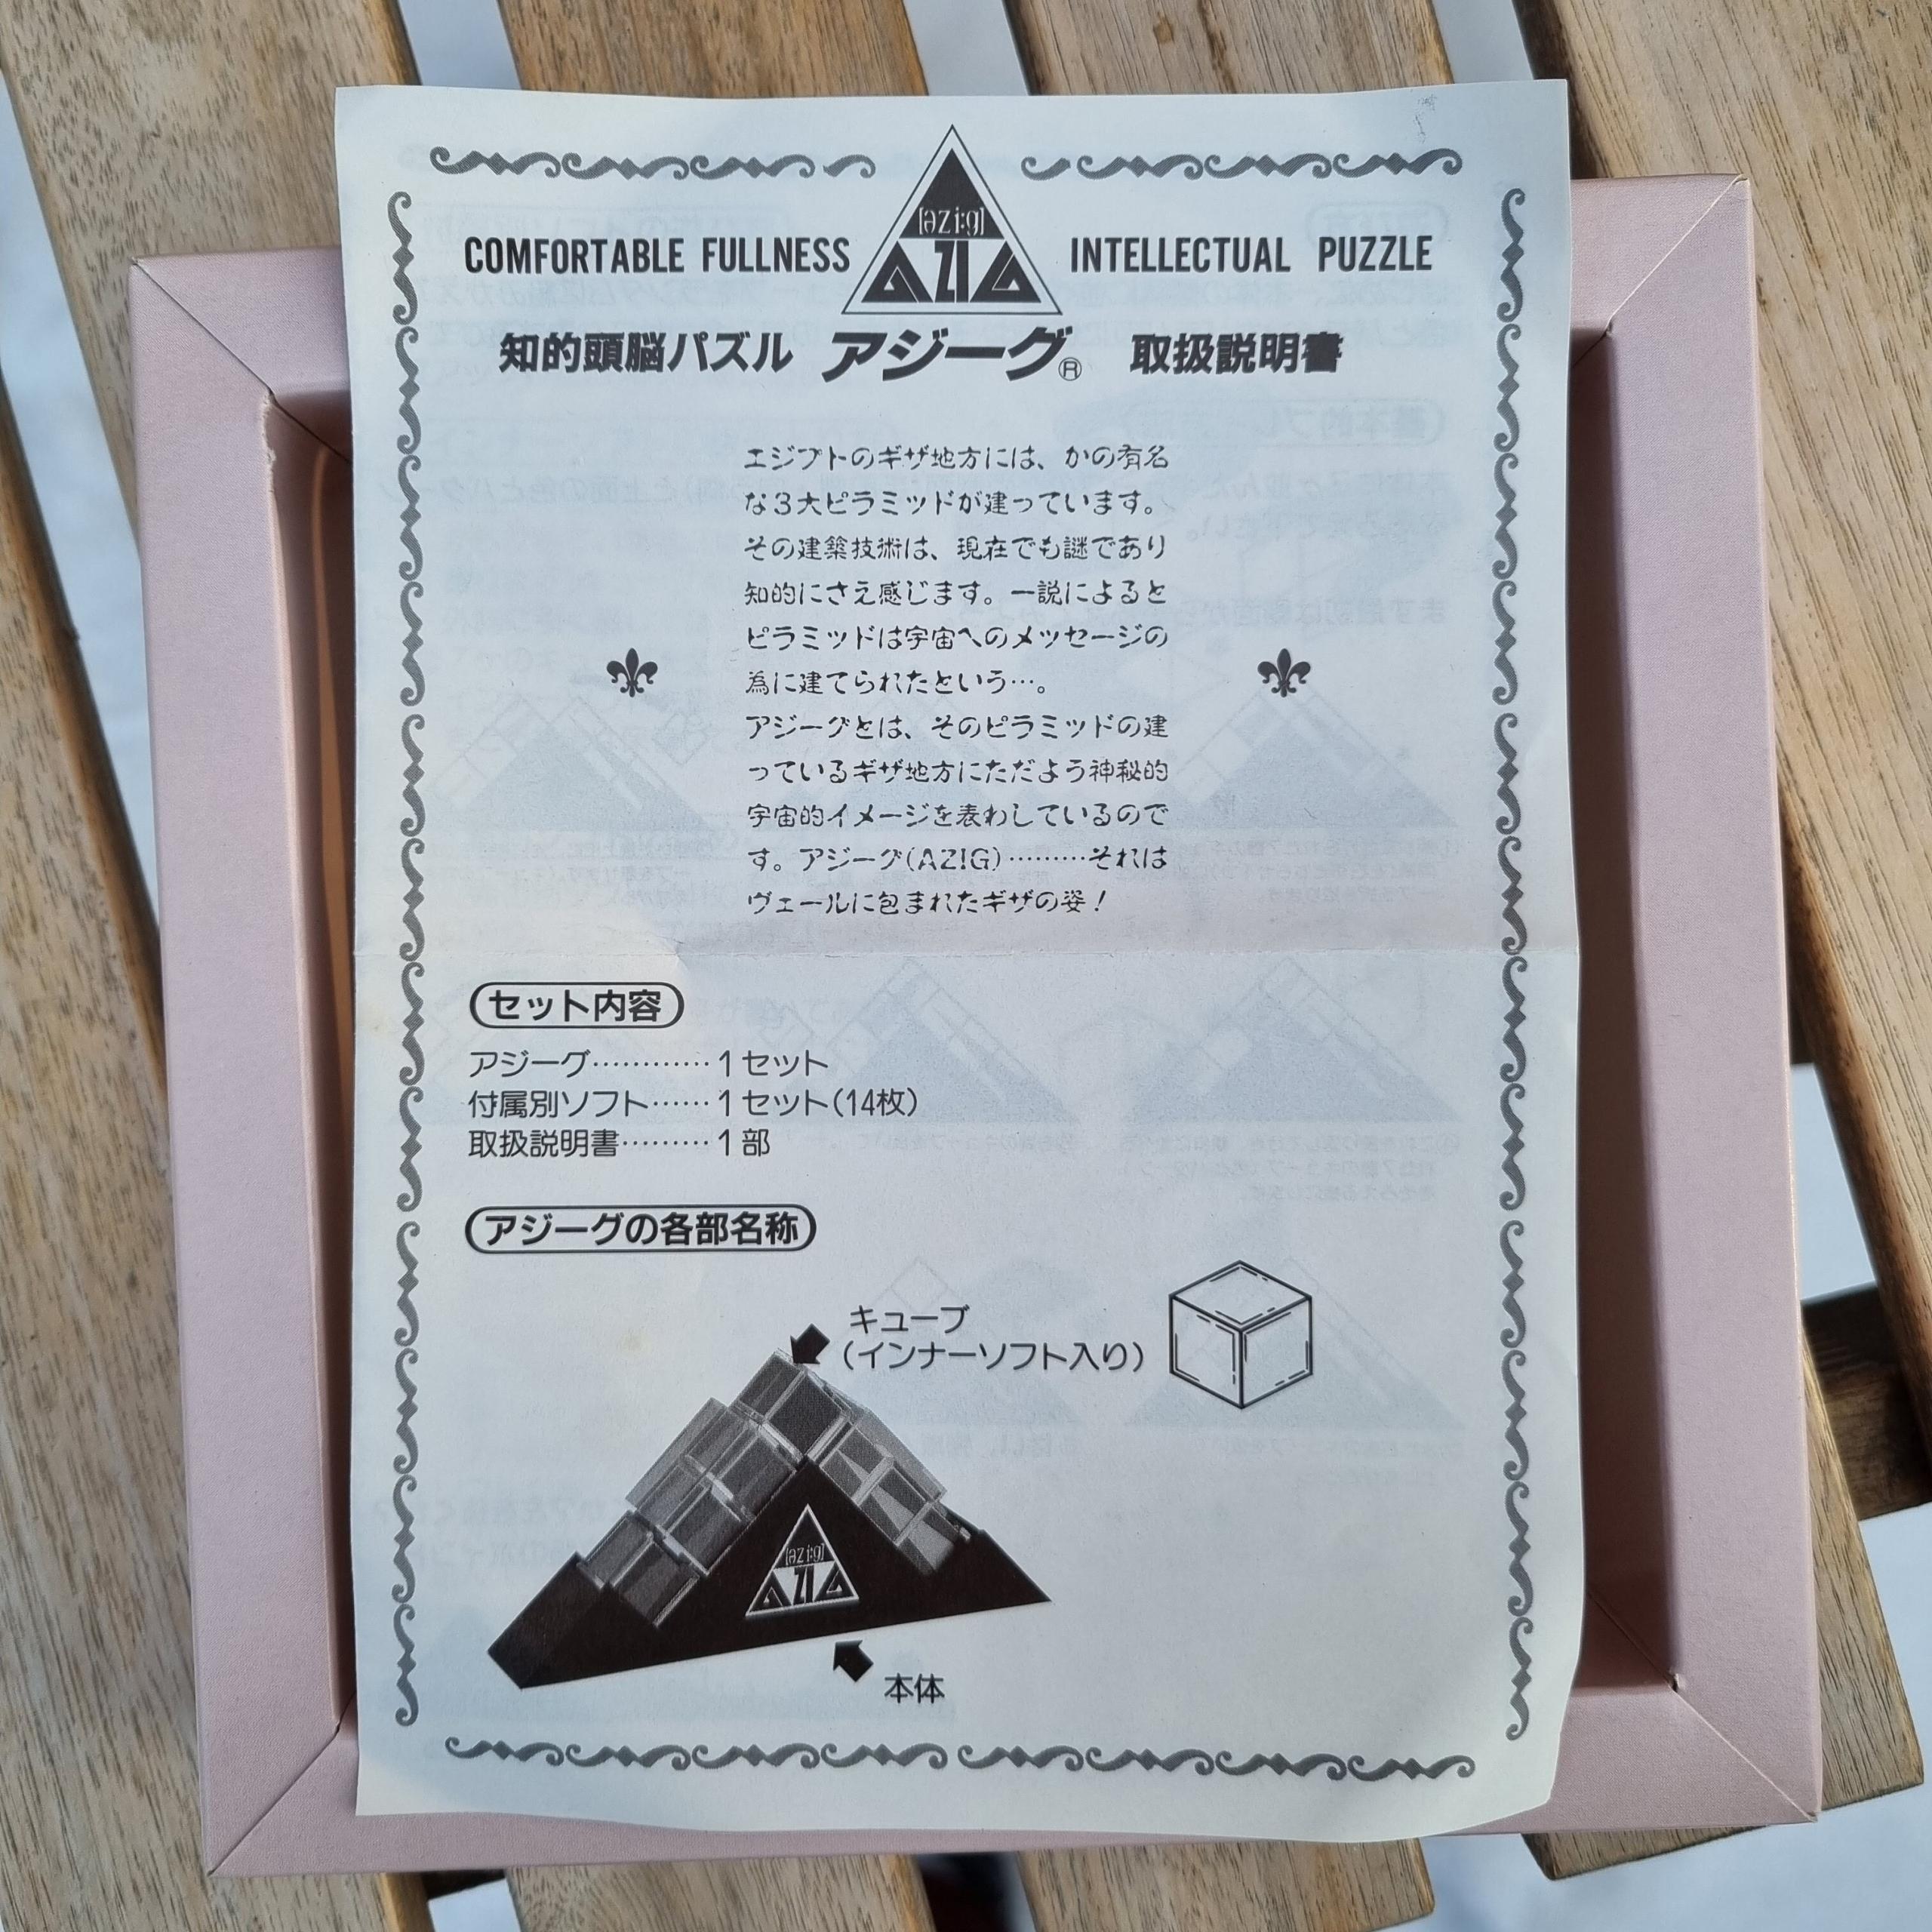 [əzi:g]
AZIG
COMFORTABLE FULLNESS INTELLECTUAL PUZZLE
知的頭脳パズル アジーグ® 取扱説明書
エジプトのギザ地方には、かの有名
な3大ピラミッドが建っています。
その建築技術は、現在でも謎であり
知的にさえ感じます。一説によると
ピラミッドは宇宙へのメッセージの
為に建てられたという…。
アジーグとは、そのピラミッドの建
っているギザ地方にただよう神秘的
宇宙的イメージを表わしているので
す。アジーグ(AZIG)………それは
ヴェールに包まれたギザの姿!
セット内容
アジーグ…………1セット
付属別ソフト……1セット(14枚)
取扱説明書………1部
アジーグの各部名称
キューブ
(インナーソフト入り)
[əzi:g]
AZIG
本体